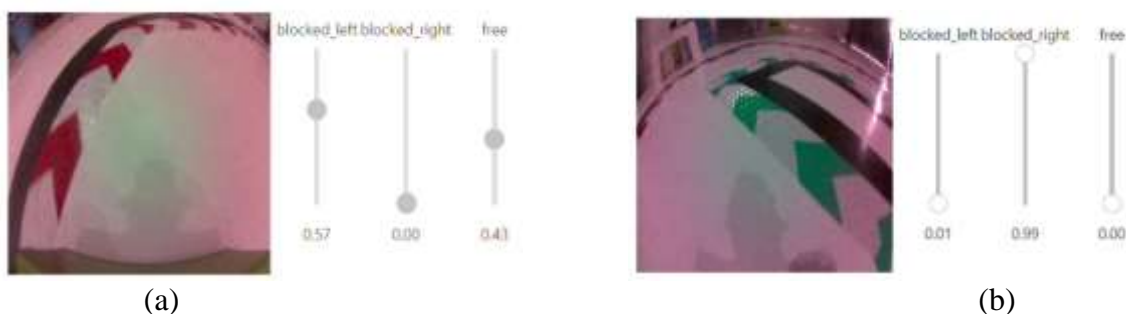 blocked_left blocked_right free
0.57 0.00 0.43
(a)
blocked_left blocked_right free
0.01 0.99 0.00
(b)